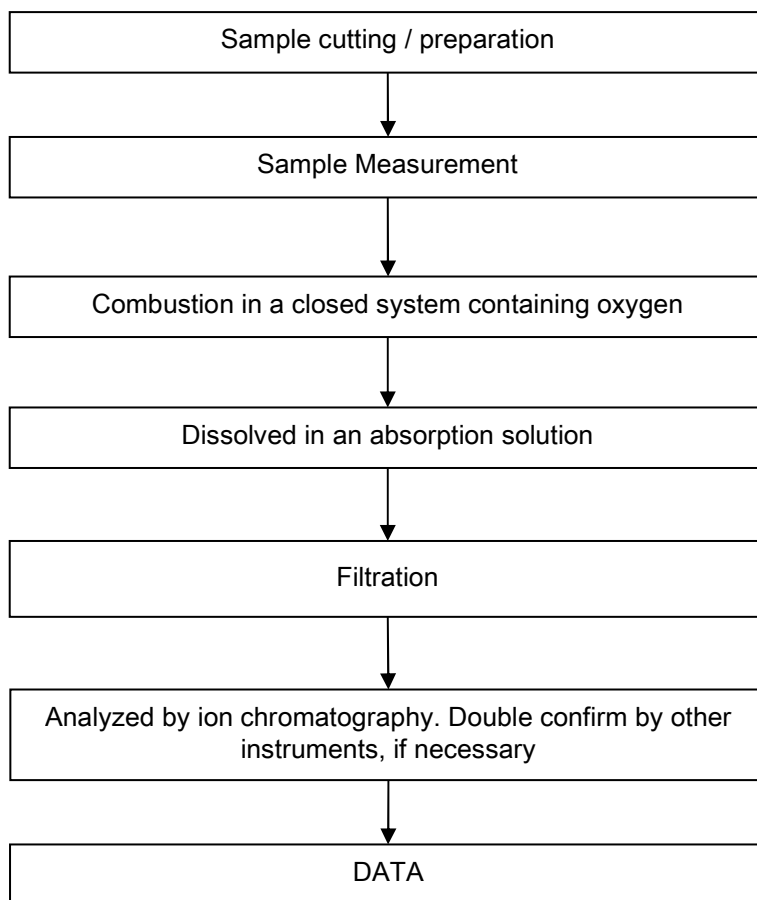 Sample cutting / preparation
Sample Measurement
Combustion in a closed system containing oxygen
Dissolved in an absorption solution
Filtration
Analyzed by ion chromatography. Double confirm by other
instruments, if necessary
DATA